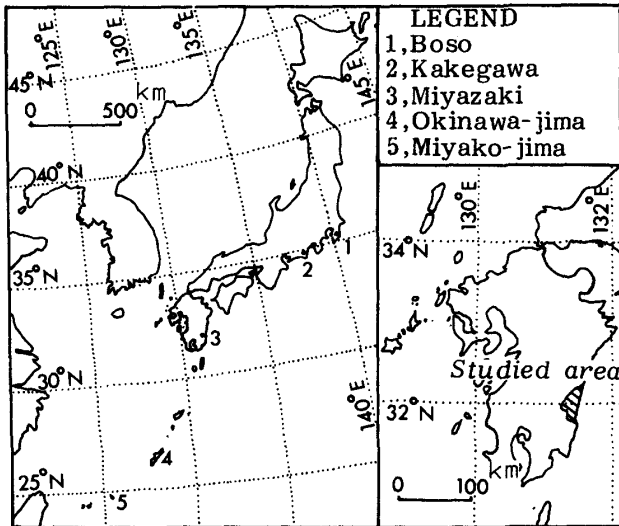 LEGEND
1,Boso
2,Kakegawa
3,Miyazaki
4,Okinawa-jima
5,Miyako-jima
125°E
130°E
135°E
145°E
45°N
0 500 km
40°N
35°N
30°N
25°N
140°E
1
2
3
4
5
130°E
132°E
34°N
Studied area
32°N
0 100 km